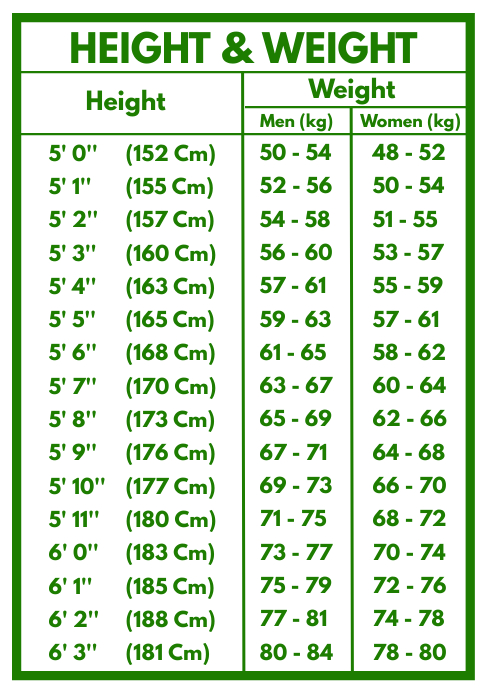 HEIGHT & WEIGHT
Height
Weight
Men (kg) Women (kg)
5' 0" (152 Cm) 50 - 54 48 - 52
5' 1" (155 Cm) 52 - 56 50 - 54
5' 2" (157 Cm) 54 - 58 51 - 55
5' 3" (160 Cm) 56 - 60 53 - 57
5' 4" (163 Cm) 57 - 61 55 - 59
5' 5" (165 Cm) 59 - 63 57 - 61
5' 6" (168 Cm) 61 - 65 58 - 62
5' 7" (170 Cm) 63 - 67 60 - 64
5' 8" (173 Cm) 65 - 69 62 - 66
5' 9" (176 Cm) 67 - 71 64 - 68
5' 10" (177 Cm) 69 - 73 66 - 70
5' 11" (180 Cm) 71 - 75 68 - 72
6' 0" (183 Cm) 73 - 77 70 - 74
6' 1" (185 Cm) 75 - 79 72 - 76
6' 2" (188 Cm) 77 - 81 74 - 78
6' 3" (181 Cm) 80 - 84 78 - 80